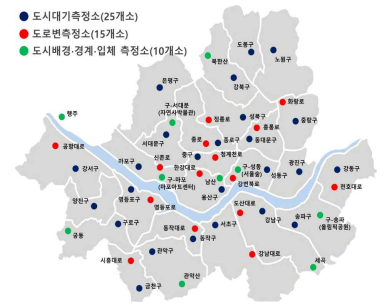 도시대기측정소(25개소)
도로변측정소(15개소)
도시배경·경계·입체 측정소(10개소)
도봉구
노원구
북한산
강북구
은평구
화랑로
구-서대문
(자연사박물관)
정릉로
성북구
홍릉로
중랑구
행주
서대문구
종로
종로구
동대문구
공항대로
신촌로
중구
청계천로
마포구
한강대로
구-성동
(서울숲)
광진구
강동구
강서구
구-마포
(마포아트센터)
남산
성동구
강변북로
천호대로
양천구
영등포구
용산구
영등포로
도산대로
궁동
구로구
동작대로
서초구
강남구
송파구
구-송파
(올림픽공원)
동작구
시흥대로
관악구
강남대로
세곡
금천구
관악산